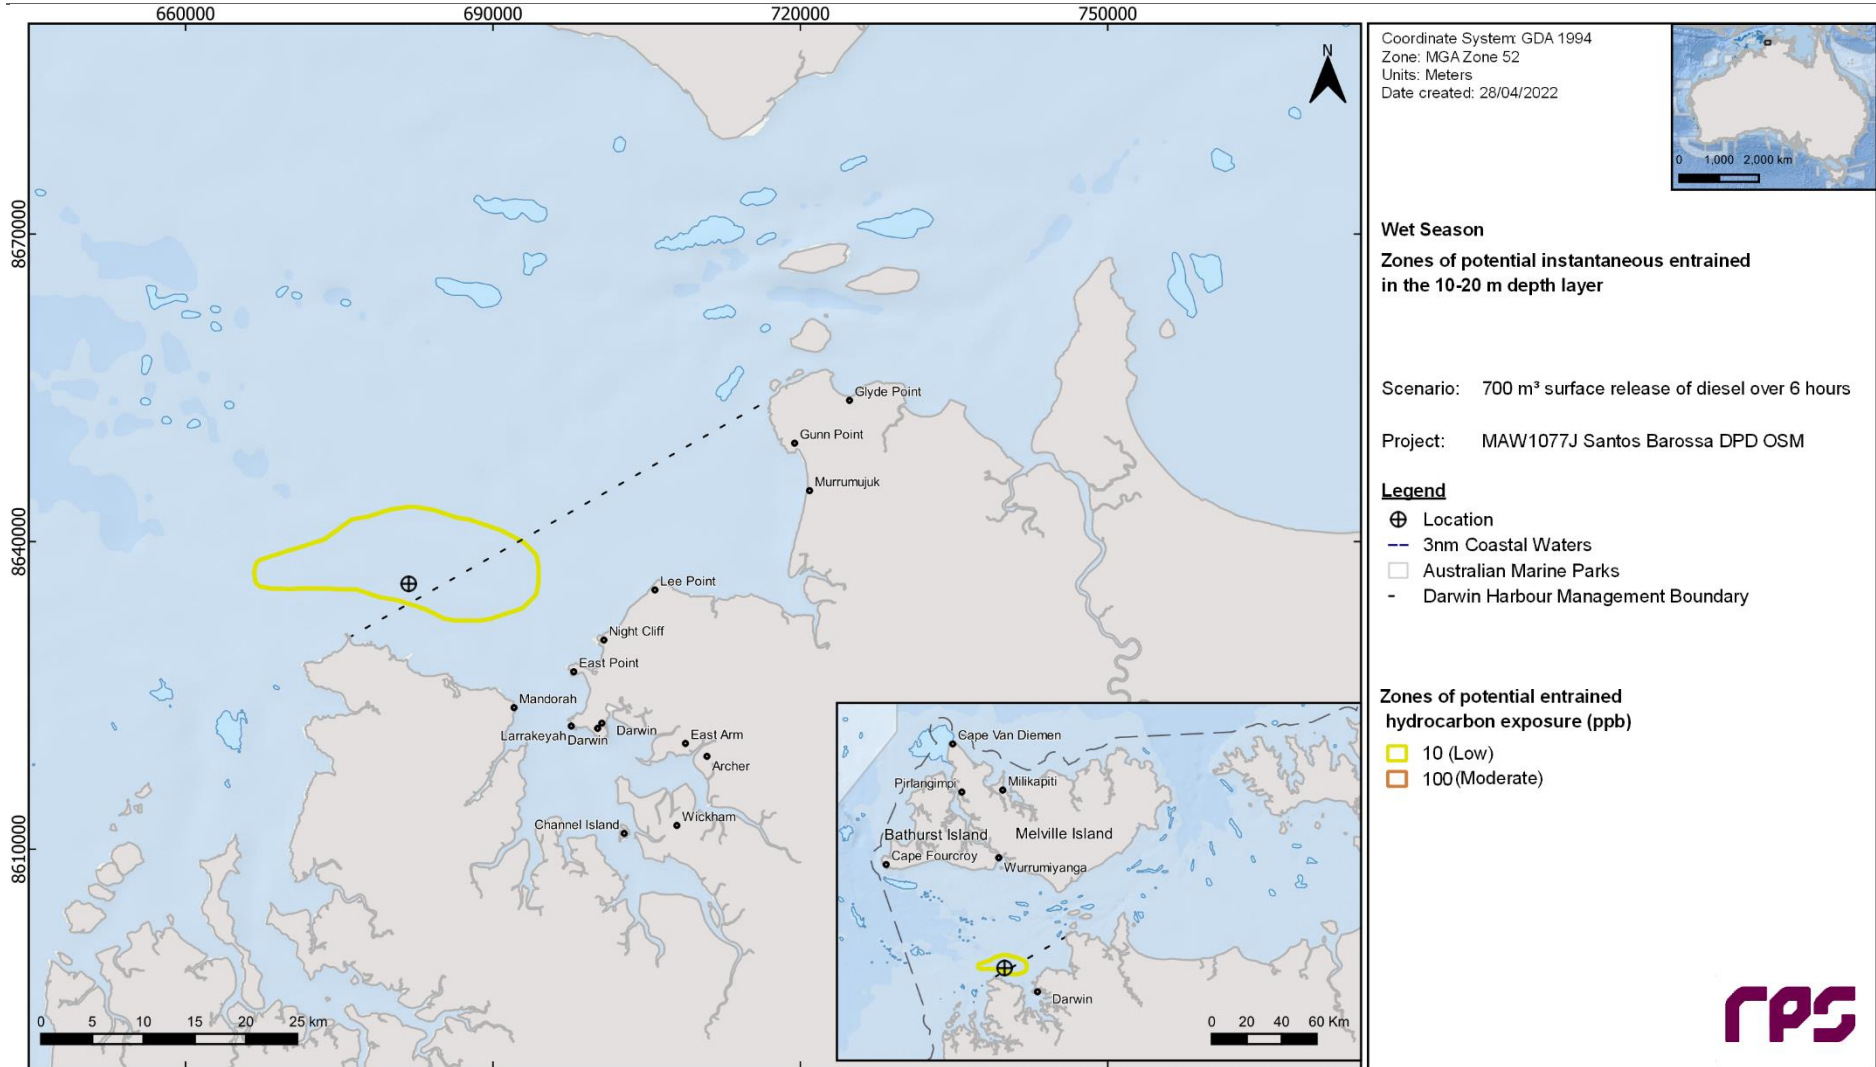 660000
690000
720000
750000
8670000
8640000
8610000
N
Glyde Point
Gunn Point
Murrumujuk
Lee Point
Night Cliff
East Point
Mandorah
Larrakeyah
Darwin
Darwin
East Arm
Archer
Wickham
Channel Island
0 5 10 15 20 25 km
Cape Van Diemen
Pirlangimpi
Milikapiti
Bathurst Island
Melville Island
Cape Fourcroy
Wurrumiyanga
Darwin
0 20 40 60 Km
Coordinate System: GDA 1994
Zone: MGA Zone 52
Units: Meters
Date created: 28/04/2022
0 1,000 2,000 km
Wet Season
Zones of potential instantaneous entrained
in the 10-20 m depth layer
Scenario: 700 m³ surface release of diesel over 6 hours
Project: MAW1077J Santos Barossa DPD OSM
Legend
Location
3nm Coastal Waters
Australian Marine Parks
Darwin Harbour Management Boundary
Zones of potential entrained
hydrocarbon exposure (ppb)
10 (Low)
100 (Moderate)
rps